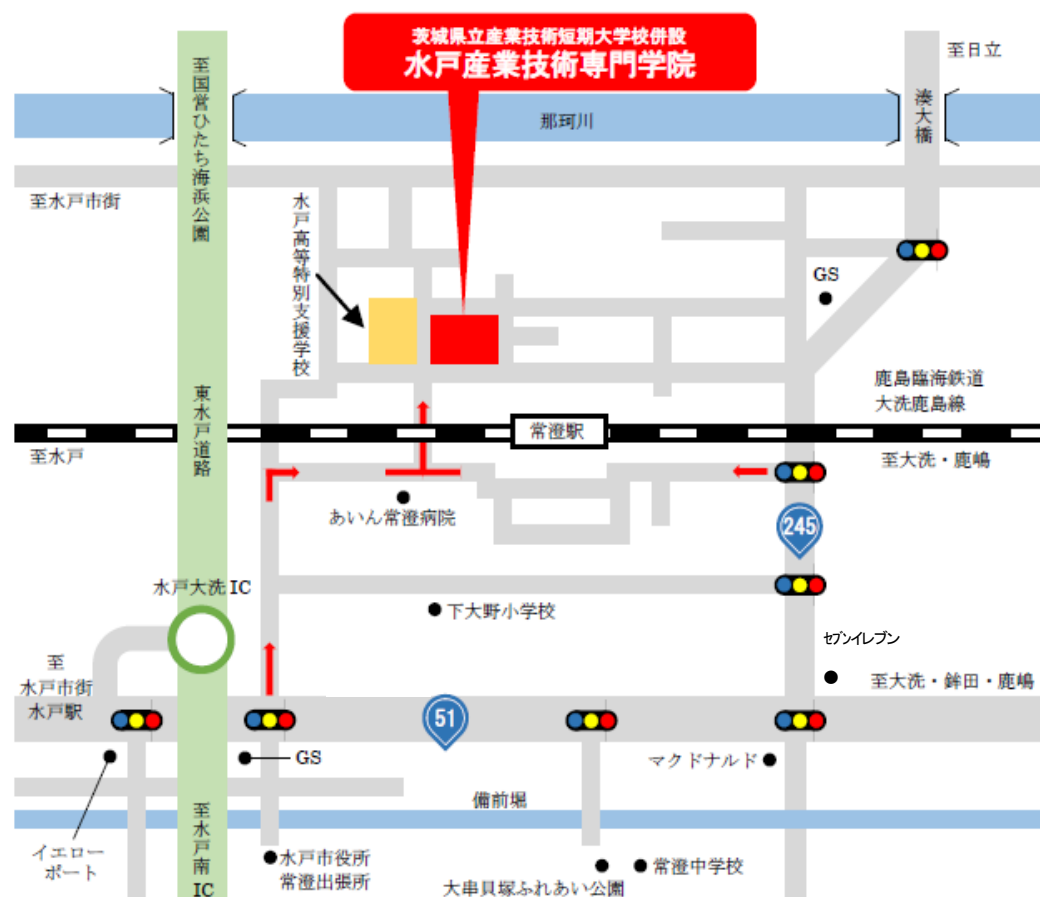 茨城県立産業技術短期大学校併設
水戸産業技術専門学院
至日立
至国営ひたち海浜公園
那珂川
湊大橋
至水戸市街
水戸高等特別支援学校
GS
鹿島臨海鉄道
大洗鹿島線
東水戸道路
常澄駅
至水戸
至大洗・鹿嶋
あいん常澄病院
245
水戸大洗IC
下大野小学校
セブンイレブン
至
水戸市街
水戸駅
至大洗・鉾田・鹿嶋
51
GS
マクドナルド
備前堀
至水戸南IC
イエロー
ポート
水戸市役所
常澄出張所
常澄中学校
大串貝塚ふれあい公園